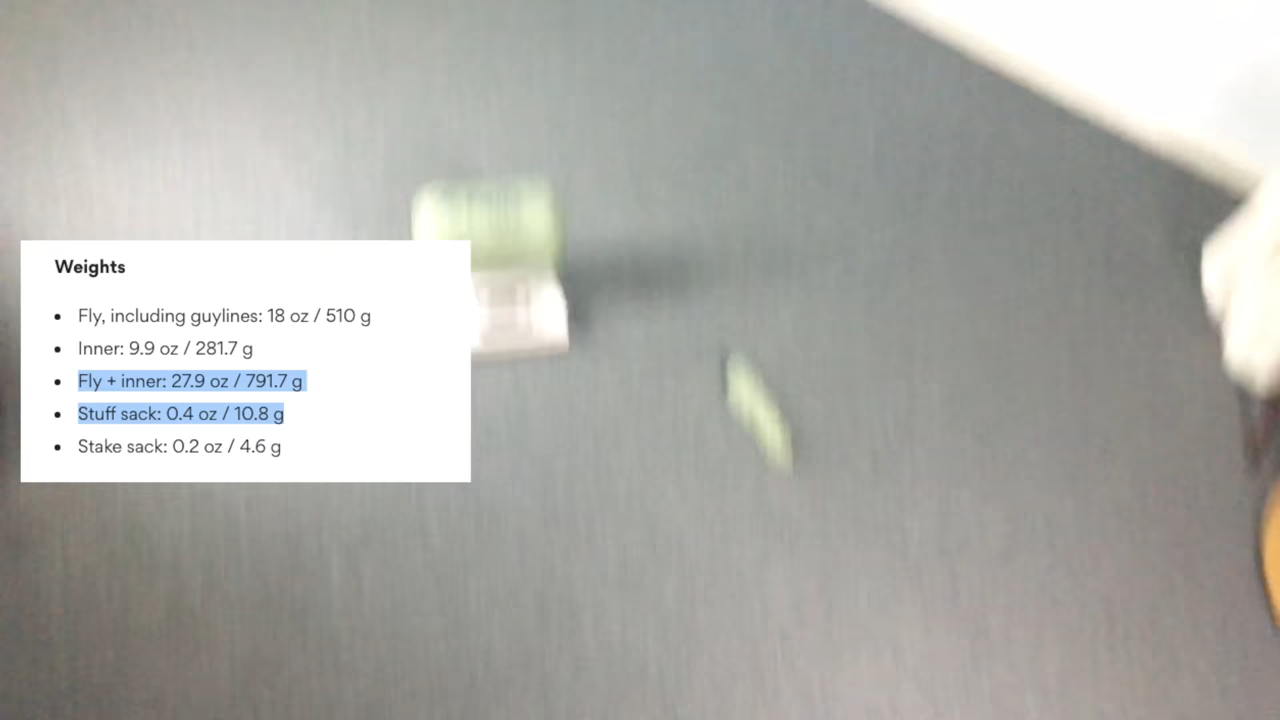 Weights
Fly, including guylines: 18 oz / 510 g
Inner: 9.9 oz / 281.7 g
Fly + inner: 27.9 oz / 791.7 g
Stuff sack: 0.4 oz / 10.8 g
Stake sack: 0.2 oz / 4.6 g